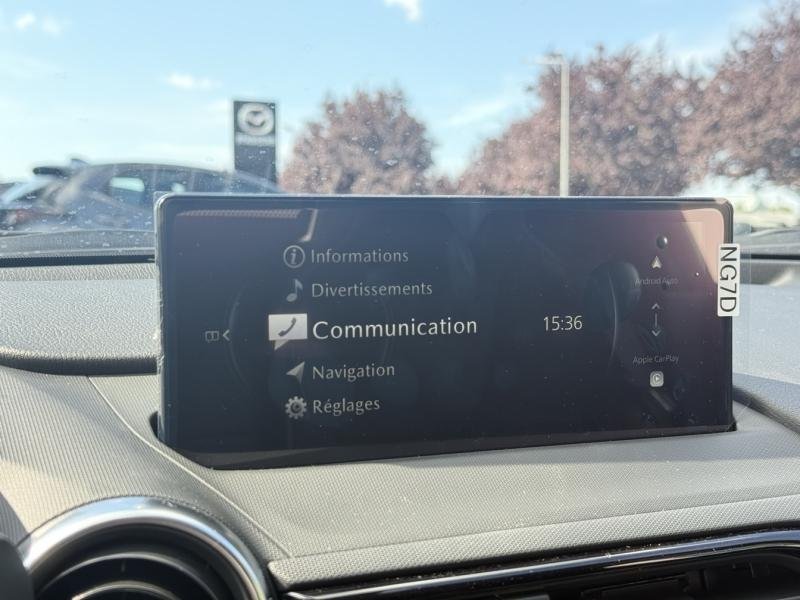 Informations
Divertissements
Communication
Navigation
Réglages
15:36
Android Auto
Apple CarPlay
NG7D